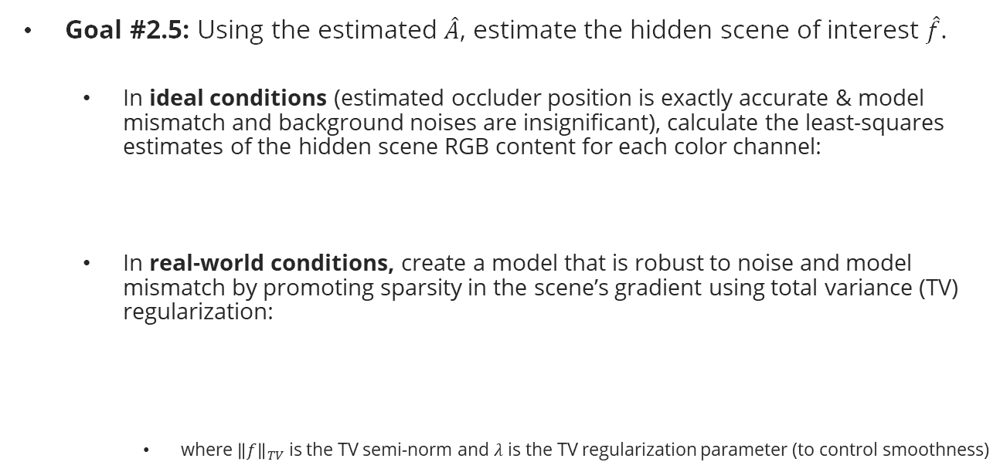 • Goal #2.5: Using the estimated Â, estimate the hidden scene of interest f̂.
• In ideal conditions (estimated occluder position is exactly accurate & model
mismatch and background noises are insignificant), calculate the least-squares
estimates of the hidden scene RGB content for each color channel:
• In real-world conditions, create a model that is robust to noise and model
mismatch by promoting sparsity in the scene's gradient using total variance (TV)
regularization:
• where ‖f‖_TV is the TV semi-norm and λ is the TV regularization parameter (to control smoothness)